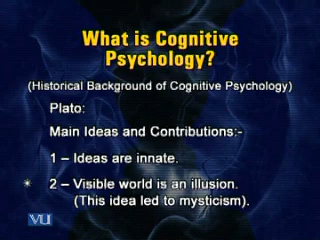 What is Cognitive
Psychology?
(Historical Background of Cognitive Psychology)
Plato:
Main Ideas and Contributions:-
1 – Ideas are innate.
2 – Visible world is an illusion.
(This idea led to mysticism).
VU